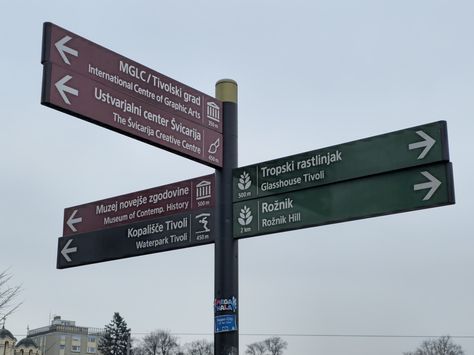 MGLC/Tivolski grad
International Centre of Graphic Arts
350 m
Ustvarjalni center Švicarija
The Švicarija Creative Centre
450 m
Tropski rastlinjak
Glasshouse Tivoli
500 m
Rožnik
Rožnik Hill
2 km
Muzej novejše zgodovine
Museum of Contemp. History
500 m
Kopališče Tivoli
Waterpark Tivoli
450 m